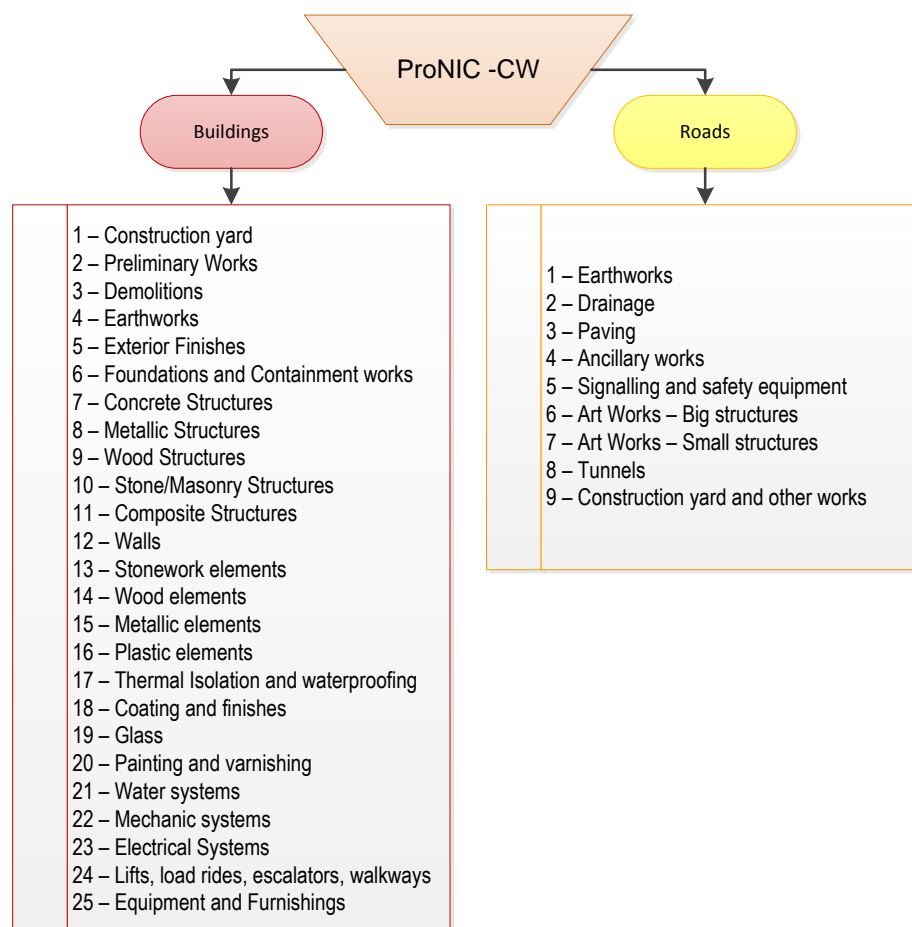 ProNIC -CW
Buildings
Roads
1 – Construction yard
2 – Preliminary Works
3 – Demolitions
4 – Earthworks
5 – Exterior Finishes
6 – Foundations and Containment works
7 – Concrete Structures
8 – Metallic Structures
9 – Wood Structures
10 – Stone/Masonry Structures
11 – Composite Structures
12 – Walls
13 – Stonework elements
14 – Wood elements
15 – Metallic elements
16 – Plastic elements
17 – Thermal Isolation and waterproofing
18 – Coating and finishes
19 – Glass
20 – Painting and varnishing
21 – Water systems
22 – Mechanic systems
23 – Electrical Systems
24 – Lifts, load rides, escalators, walkways
25 – Equipment and Furnishings
1 – Earthworks
2 – Drainage
3 – Paving
4 – Ancillary works
5 – Signalling and safety equipment
6 – Art Works – Big structures
7 – Art Works – Small structures
8 – Tunnels
9 – Construction yard and other works